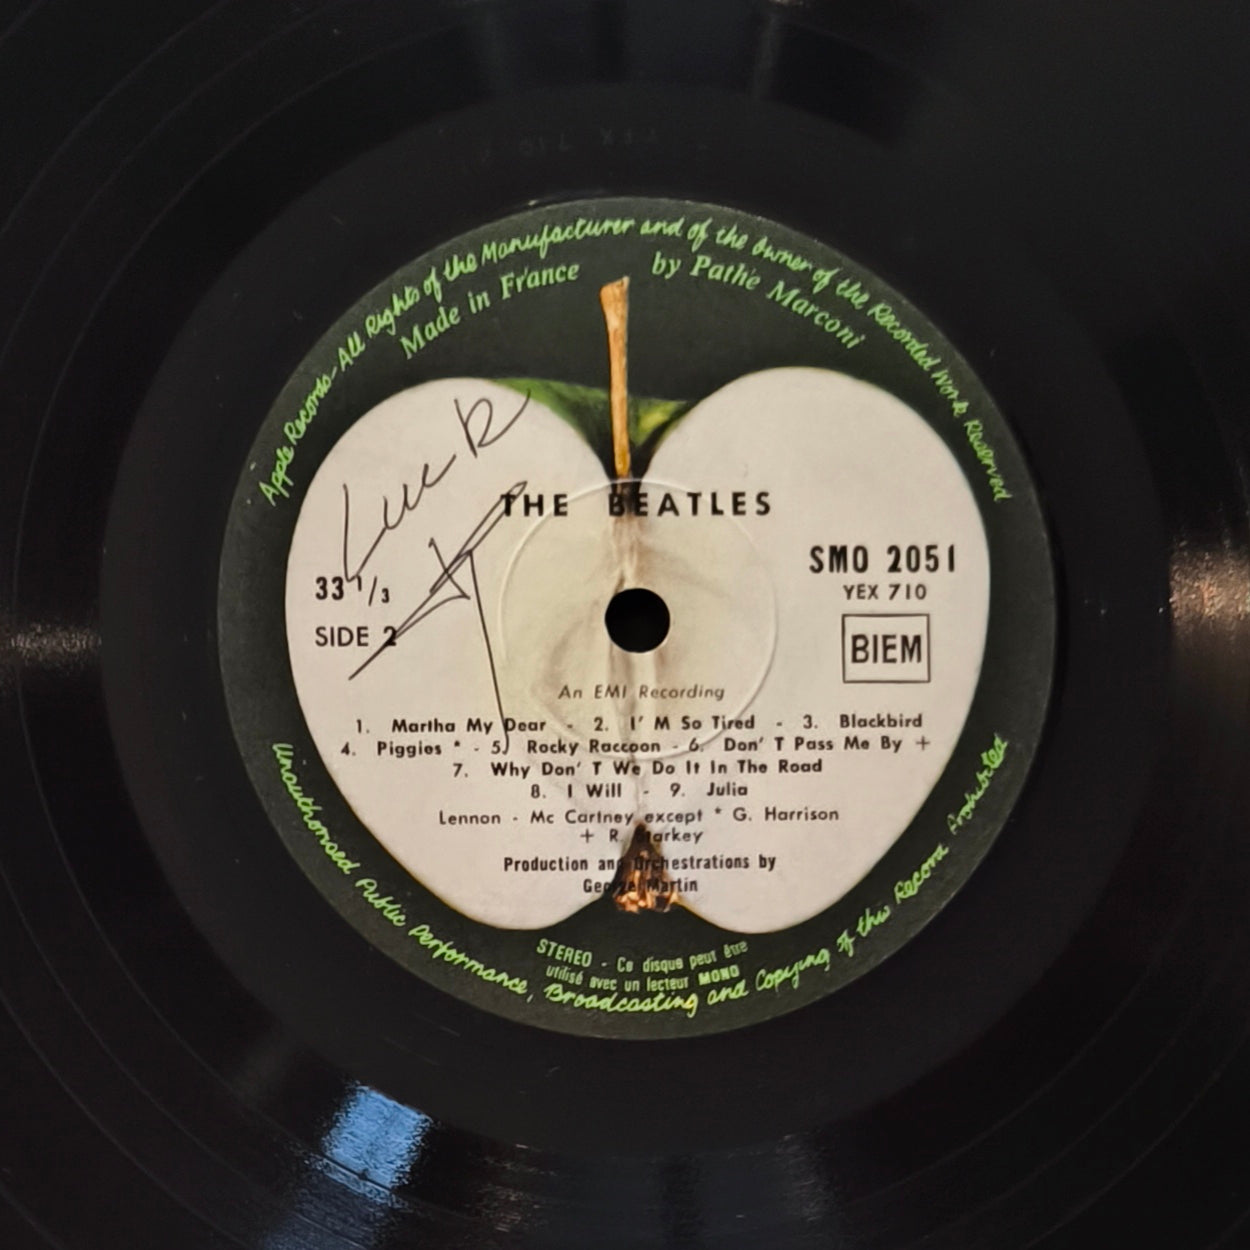 Apple Records-All Rights of the Manufacturer and of the Owner of the Recorded Work Reserved
Made in France by Pathé Marconi
Luc R
THE BEATLES
SMO 2051
YEX 710
33 1/3
SIDE 2
BIEM
An EMI Recording
1. Martha My Dear - 2. I' M So Tired - 3. Blackbird
4. Piggies * - 5. Rocky Raccoon - 6. Don' T Pass Me By +
7. Why Don' T We Do It In The Road
8. I Will - 9. Julia
Lennon - Mc Cartney except * G. Harrison
+ R. Starkey
Production and Orchestrations by
George Martin
STEREO - Ce disque peut être
utilisé avec un lecteur MONO
Unauthorised Public Performance, Broadcasting and Copying of this Record Prohibited